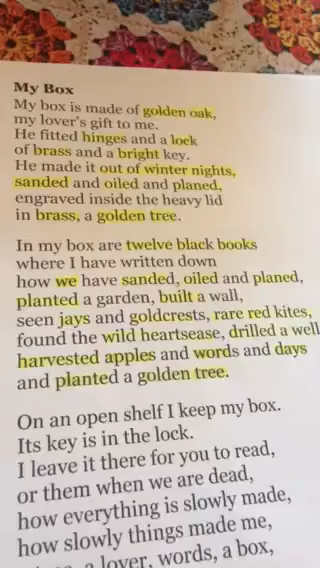 My Box
My box is made of golden oak,
my lover's gift to me.
He fitted hinges and a lock
of brass and a bright key.
He made it out of winter nights,
sanded and oiled and planed,
engraved inside the heavy lid
in brass, a golden tree.
In my box are twelve black books
where I have written down
how we have sanded, oiled and planed,
planted a garden, built a wall,
seen jays and goldcrests, rare red kites,
found the wild heartsease, drilled a well
harvested apples and words and days
and planted a golden tree.
On an open shelf I keep my box.
Its key is in the lock.
I leave it there for you to read,
or them when we are dead,
how everything is slowly made,
how slowly things made me,
a lover, words, a box,